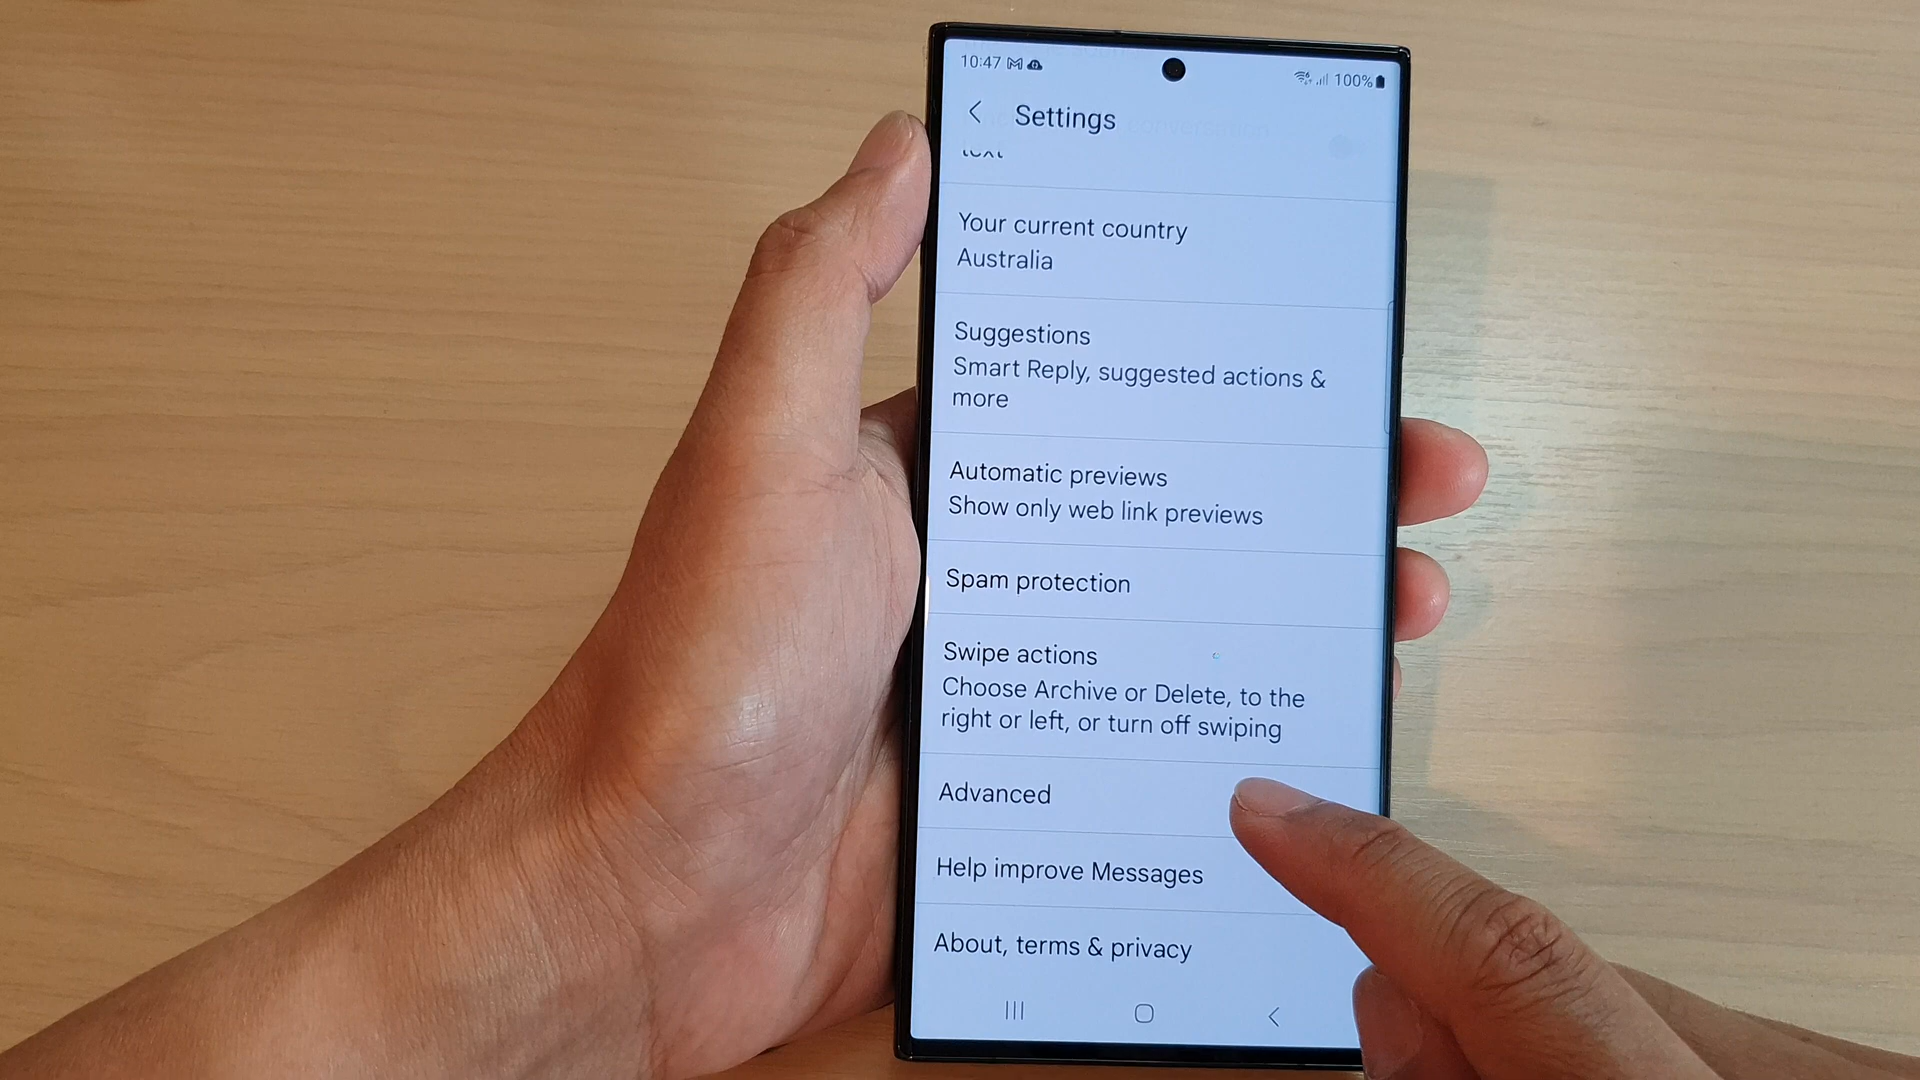 10:47
100%
Settings
Your current country
Australia
Suggestions
Smart Reply, suggested actions &
more
Automatic previews
Show only web link previews
Spam protection
Swipe actions
Choose Archive or Delete, to the
right or left, or turn off swiping
Advanced
Help improve Messages
About, terms & privacy